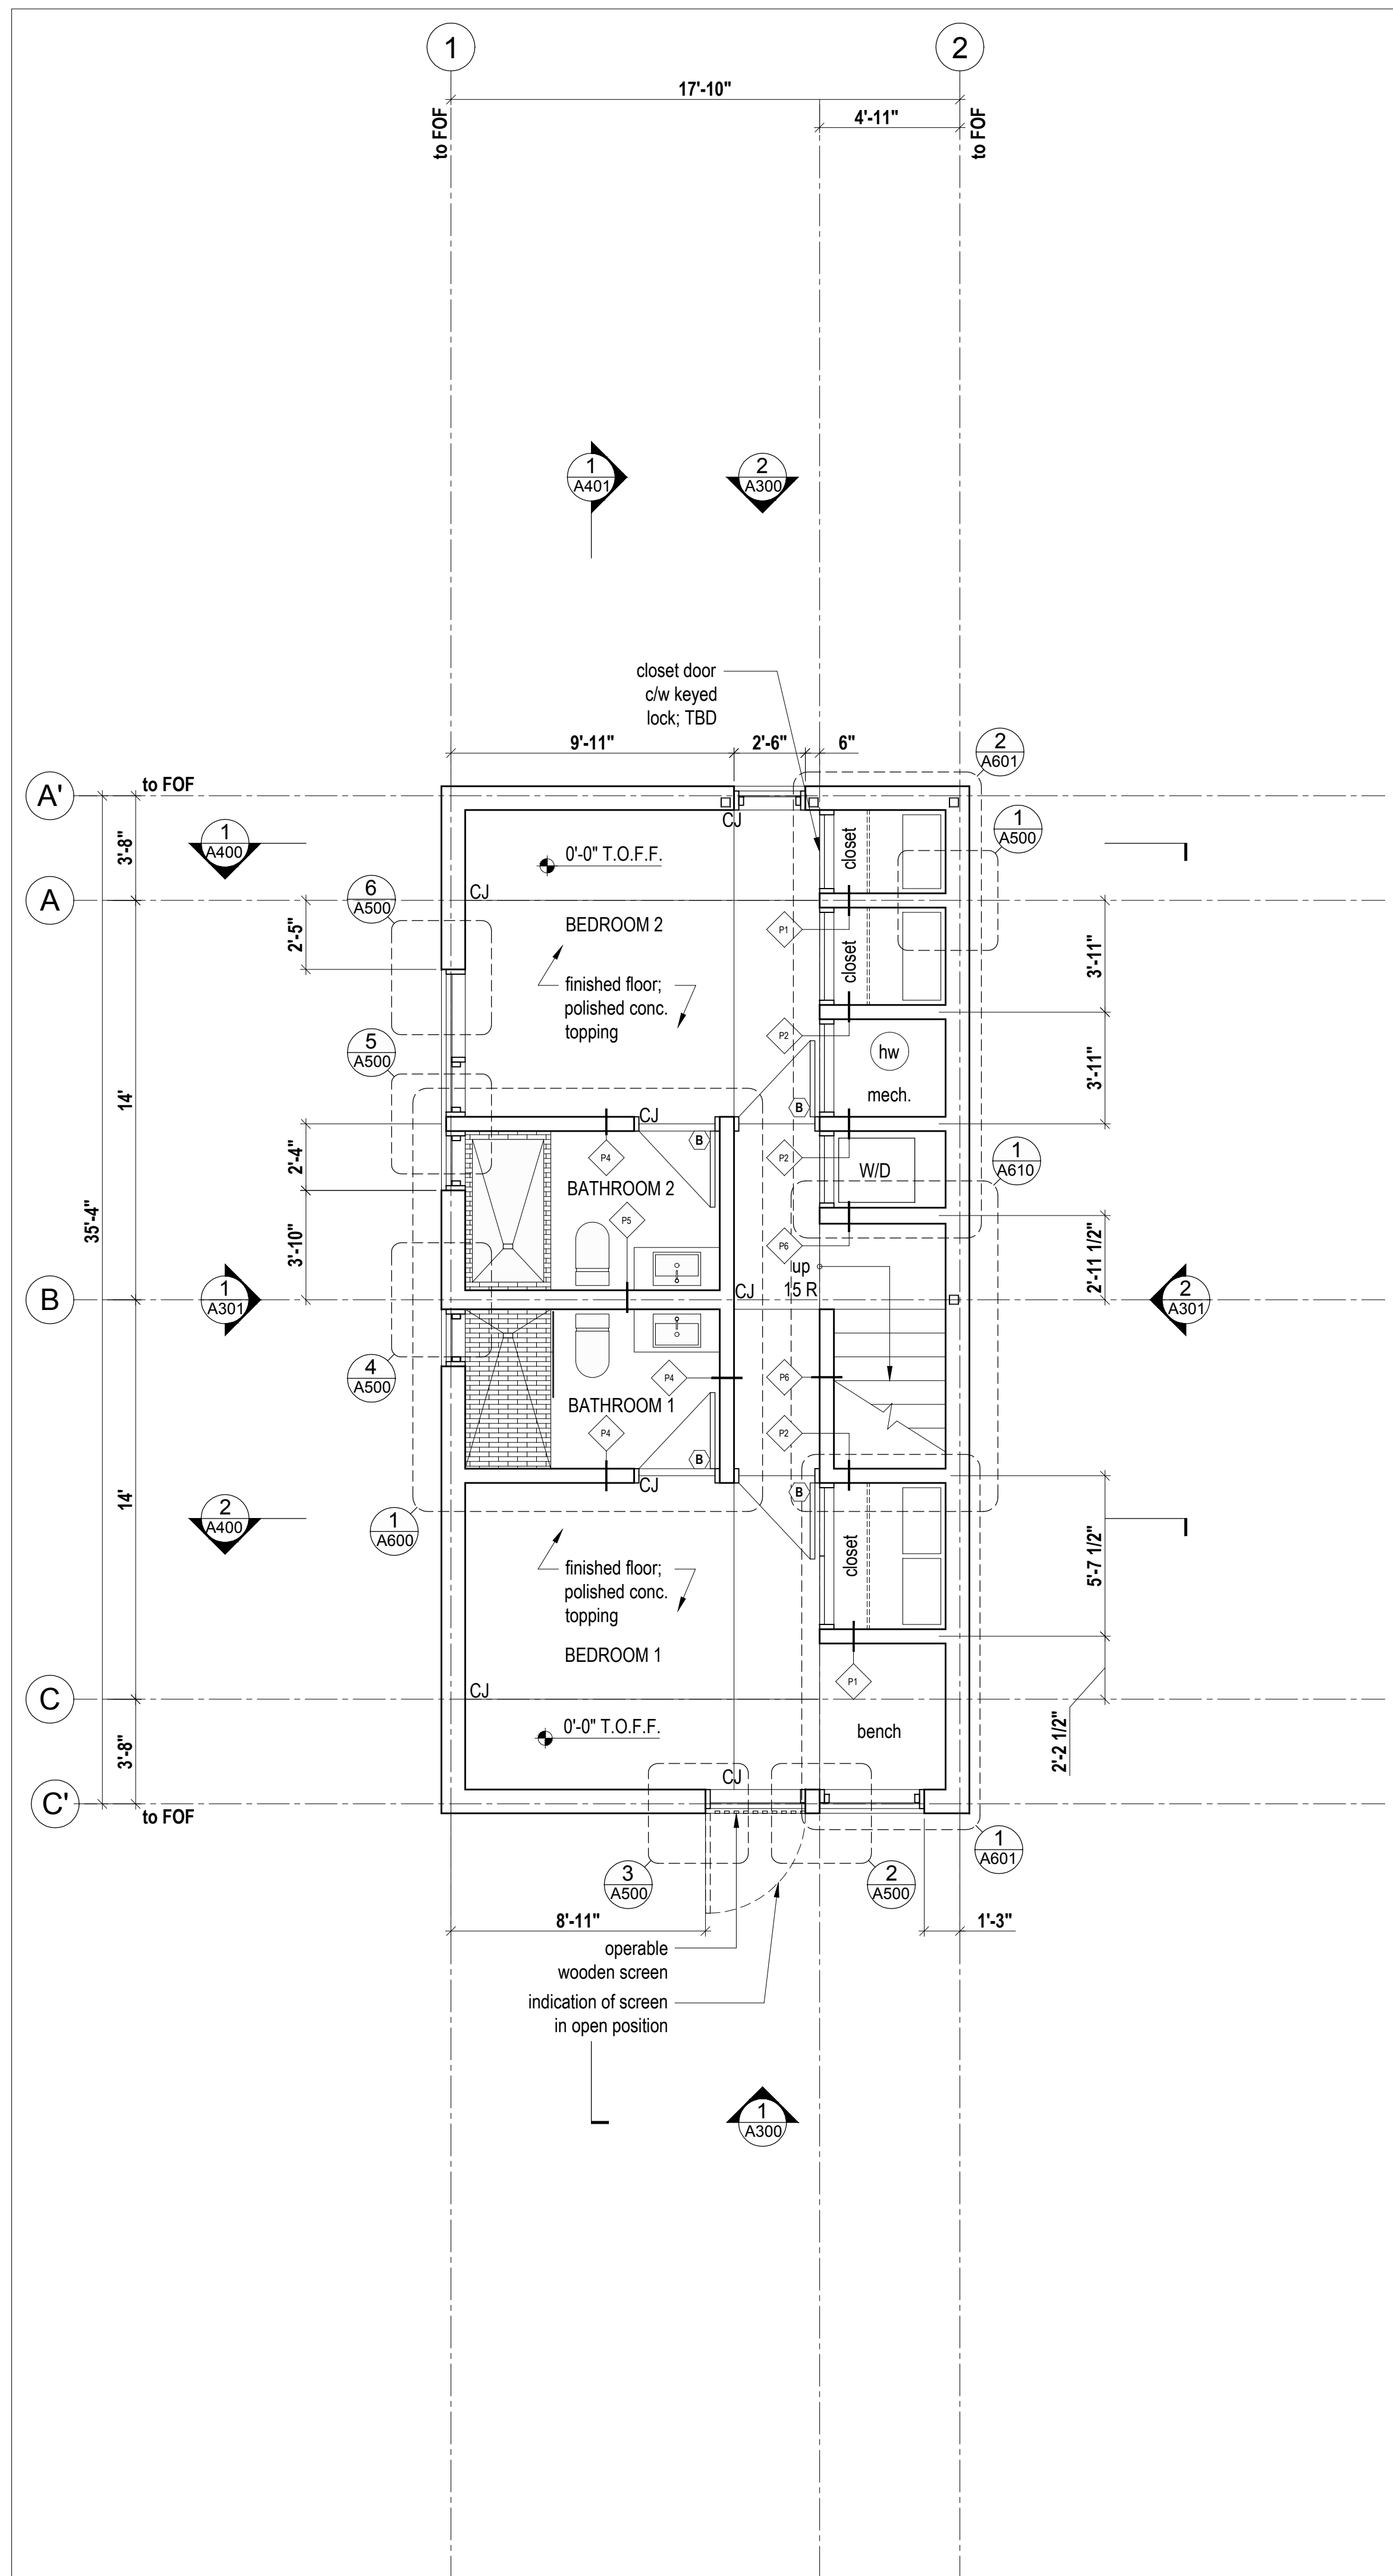 1
2
17'-10"
4'-11"
to FOF
to FOF
1
A401
2
A300
closet door
c/w keyed
lock; TBD
9'-11"
2'-6"
6"
2
A601
A'
to FOF
CJ
1
A500
3'-8"
1
A400
0'-0" T.O.F.F.
closet
6
A500
A
CJ
BEDROOM 2
P1
2'-5"
closet
3'-11"
finished floor;
polished conc.
topping
P2
5
A500
hw
mech.
3'-11"
14'
B
CJ
B
P4
P2
W/D
1
A610
2'-4"
BATHROOM 2
P5
35'-4"
3'-10"
P6
2'-11 1/2"
up
15 R
B
1
A301
CJ
2
A301
4
A500
P4
P6
BATHROOM 1
P4
P2
B
CJ
B
14'
2
A400
1
A600
closet
5'-7 1/2"
finished floor;
polished conc.
topping
BEDROOM 1
P1
C
CJ
0'-0" T.O.F.F.
bench
2'-2 1/2"
3'-8"
CJ
C'
to FOF
1
A601
3
A500
2
A500
8'-11"
1'-3"
operable
wooden screen
indication of screen
in open position
1
A300